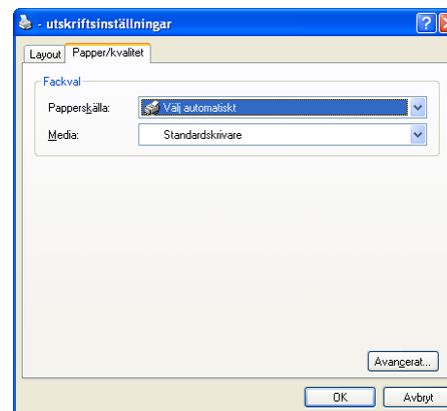 - utskriftsinställningar
Layout Papper/kvalitet
Fackval
Papperskälla: Välj automatiskt
Media: Standardskrivare
Avancerat...
OK Avbryt